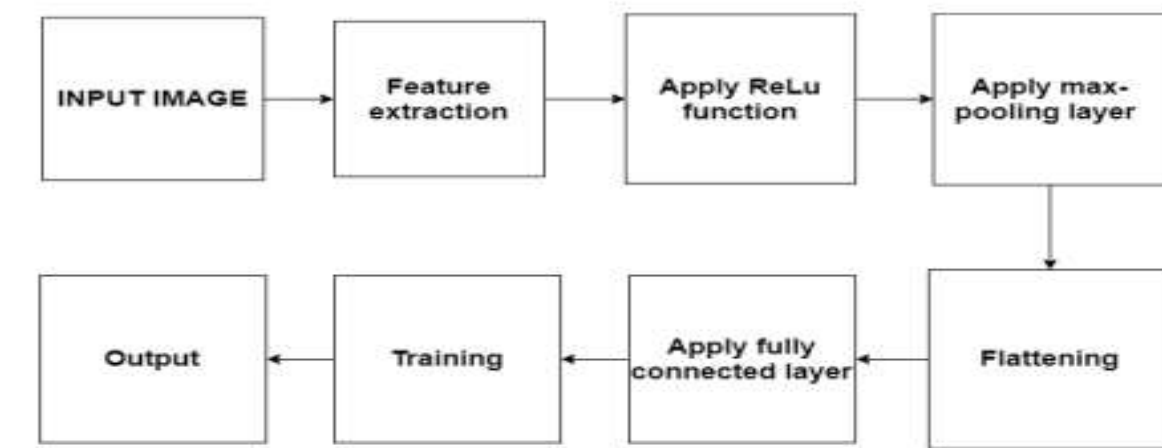 INPUT IMAGE
Feature
extraction
Apply ReLu
function
Apply max-
pooling layer
Flattening
Apply fully
connected layer
Training
Output